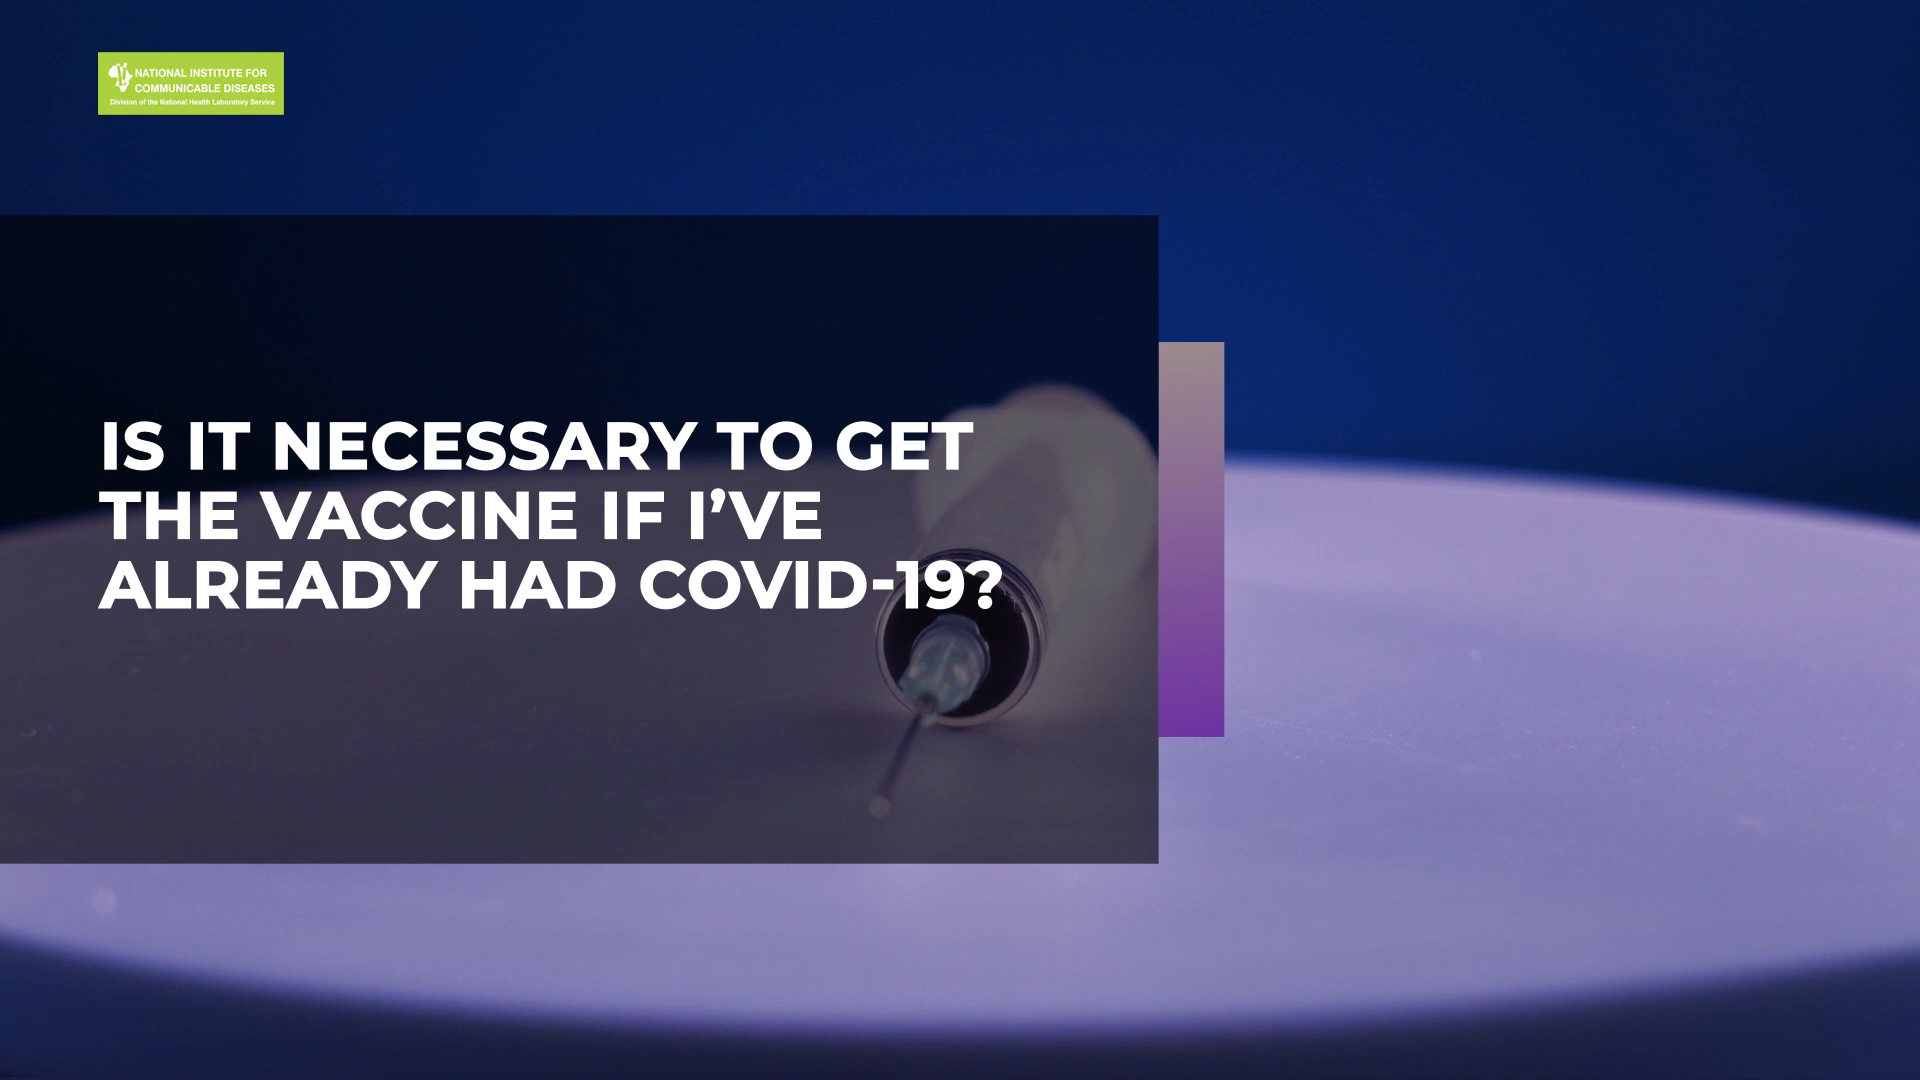 NATIONAL INSTITUTE FOR
COMMUNICABLE DISEASES
Division of the National Health Laboratory Service
IS IT NECESSARY TO GET
THE VACCINE IF I’VE
ALREADY HAD COVID-19?